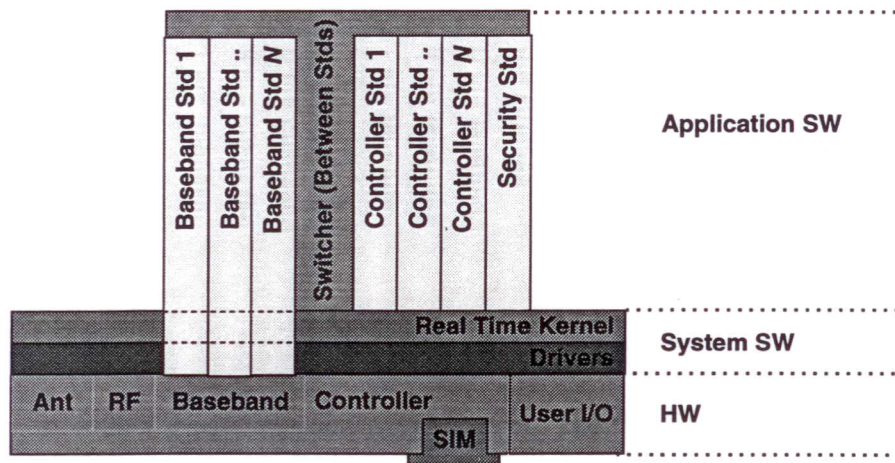 Baseband Std 1
Baseband Std ..
Baseband Std N
Switcher (Between Stds)
Controller Std 1
Controller Std ..
Controller Std N
Security Std
Application SW
Real Time Kernel
Drivers
System SW
Ant
RF
Baseband
Controller
User I/O
SIM
HW